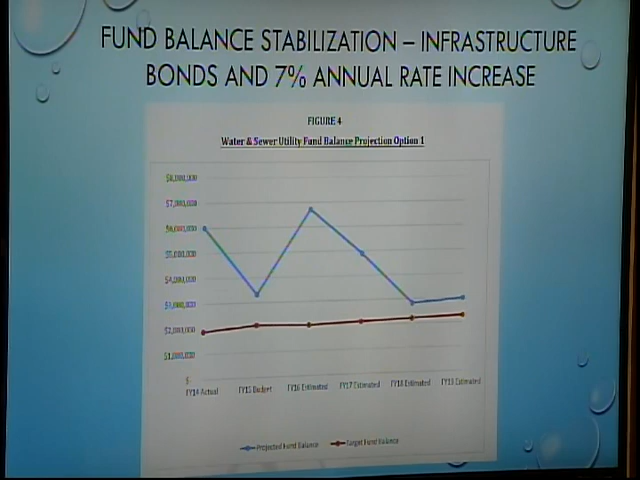 FUND BALANCE STABILIZATION – INFRASTRUCTURE
BONDS AND 7% ANNUAL RATE INCREASE
FIGURE 4
Water & Sewer Utility Fund Balance Projection Option 1
$8,000,000
$7,000,000
$6,000,000
$5,000,000
$4,000,000
$3,000,000
$2,000,000
$1,000,000
$-
FY14 Actual FY15 Budget FY16 Estimated FY17 Estimated FY18 Estimated FY19 Estimated
Projected Fund Balance Target Fund Balance